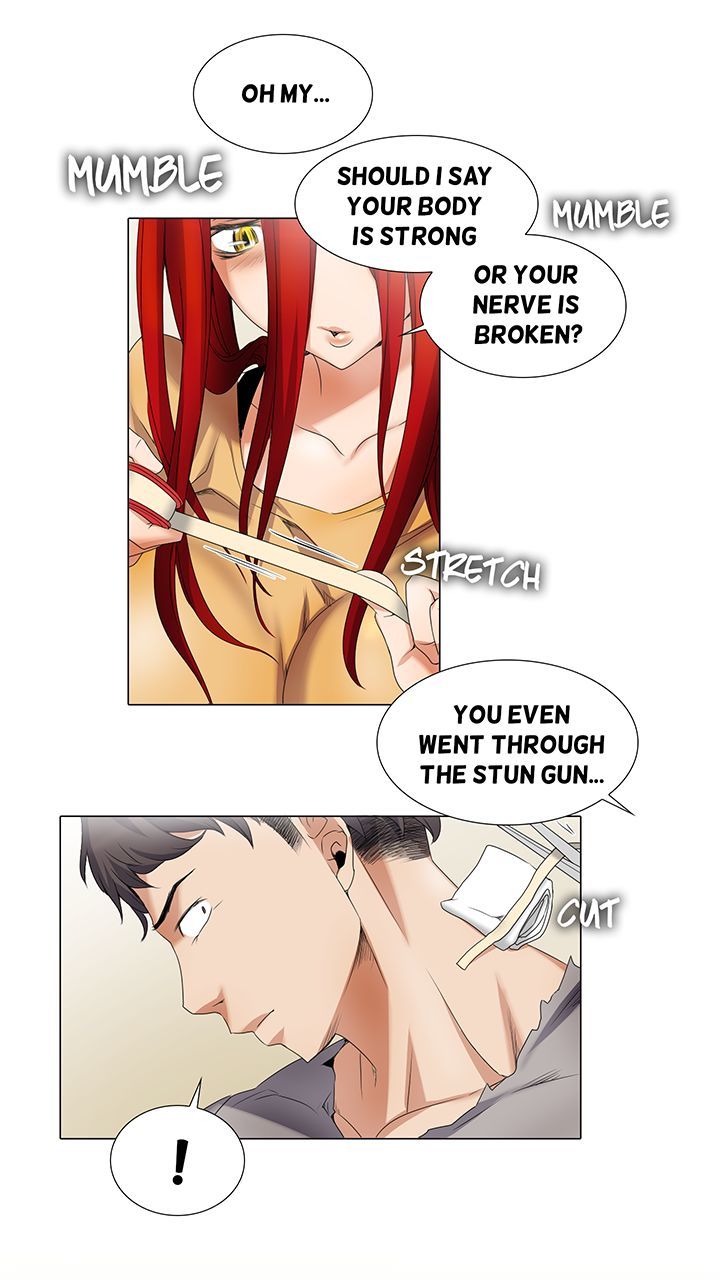 OH MY...
MUMBLE
SHOULD I SAY
YOUR BODY
IS STRONG
MUMBLE
OR YOUR
NERVE IS
BROKEN?
STRETCH
YOU EVEN
WENT THROUGH
THE STUN GUN...
CUT
!